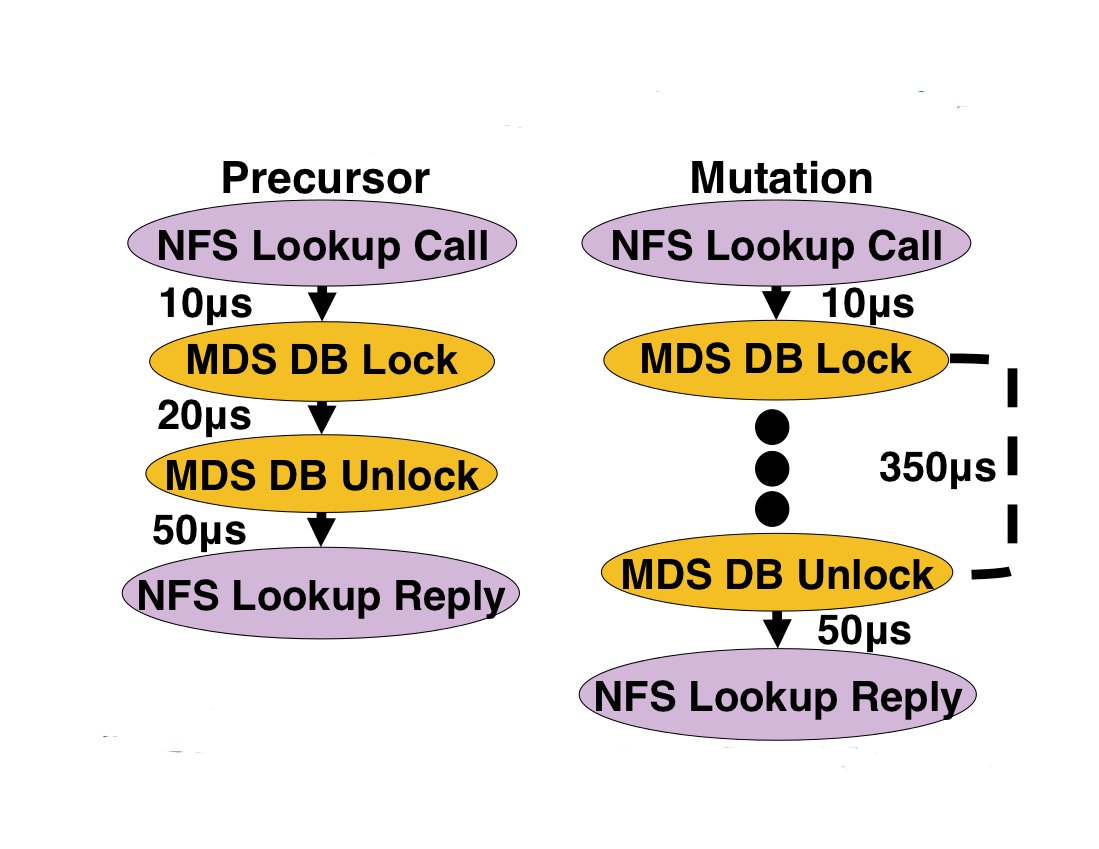 Precursor
NFS Lookup Call
10µs
MDS DB Lock
20µs
MDS DB Unlock
50µs
NFS Lookup Reply
Mutation
NFS Lookup Call
10µs
MDS DB Lock
350µs
MDS DB Unlock
50µs
NFS Lookup Reply